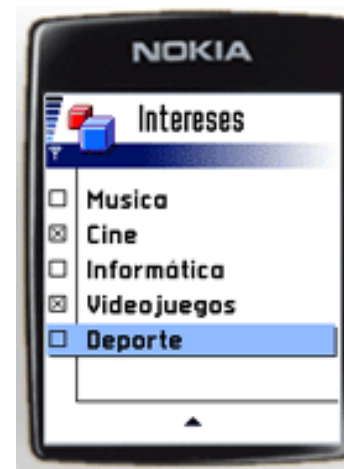 NOKIA
Intereses
Musica
Cine
Informática
Videojuegos
Deporte